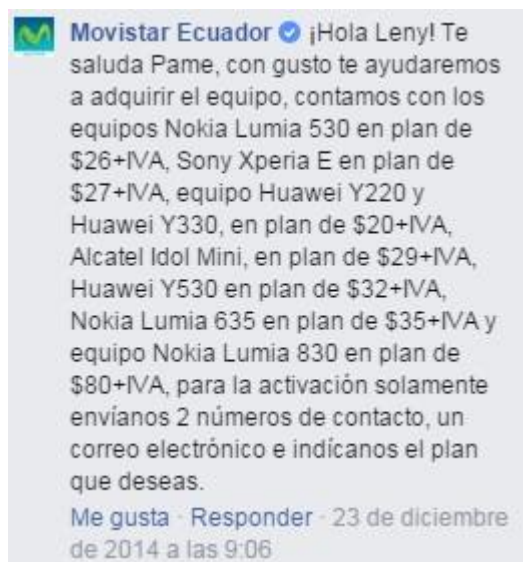 Movistar Ecuador ¡Hola Leny! Te
saluda Pame, con gusto te ayudaremos
a adquirir el equipo, contamos con los
equipos Nokia Lumia 530 en plan de
$26+IVA, Sony Xperia E en plan de
$27+IVA, equipo Huawei Y220 y
Huawei Y330, en plan de $20+IVA,
Alcatel Idol Mini, en plan de $29+IVA,
Huawei Y530 en plan de $32+IVA,
Nokia Lumia 635 en plan de $35+IVA y
equipo Nokia Lumia 830 en plan de
$80+IVA, para la activación solamente
envíanos 2 números de contacto, un
correo electrónico e indícanos el plan
que deseas.
Me gusta · Responder · 23 de diciembre
de 2014 a las 9:06